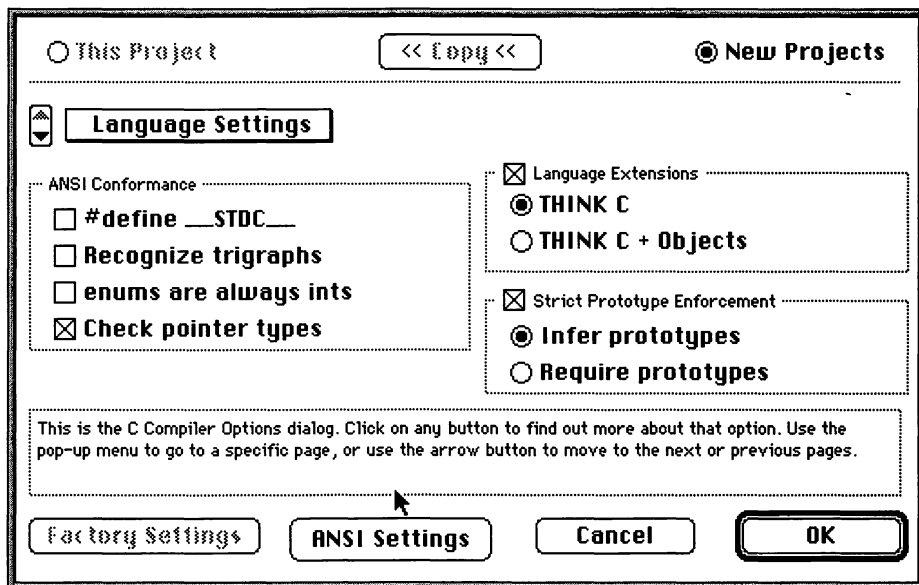 This Project
<< Copy <<
New Projects
Language Settings
ANSI Conformance
#define __STDC__
Recognize trigraphs
enums are always ints
Check pointer types
Language Extensions
THINK C
THINK C + Objects
Strict Prototype Enforcement
Infer prototypes
Require prototypes
This is the C Compiler Options dialog. Click on any button to find out more about that option. Use the
pop-up menu to go to a specific page, or use the arrow button to move to the next or previous pages.
Factory Settings
ANSI Settings
Cancel
OK